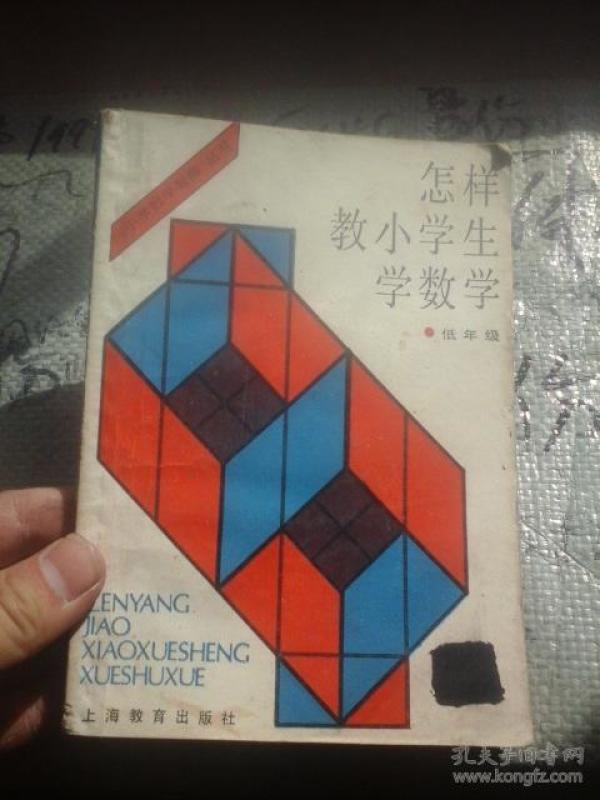 怎样
教小学生
学数学
•低年级
ZENYANG
JIAO
XIAOXUESHENG
XUESHUXUE
上海教育出版社
孔夫子旧书网
www.kongfz.com